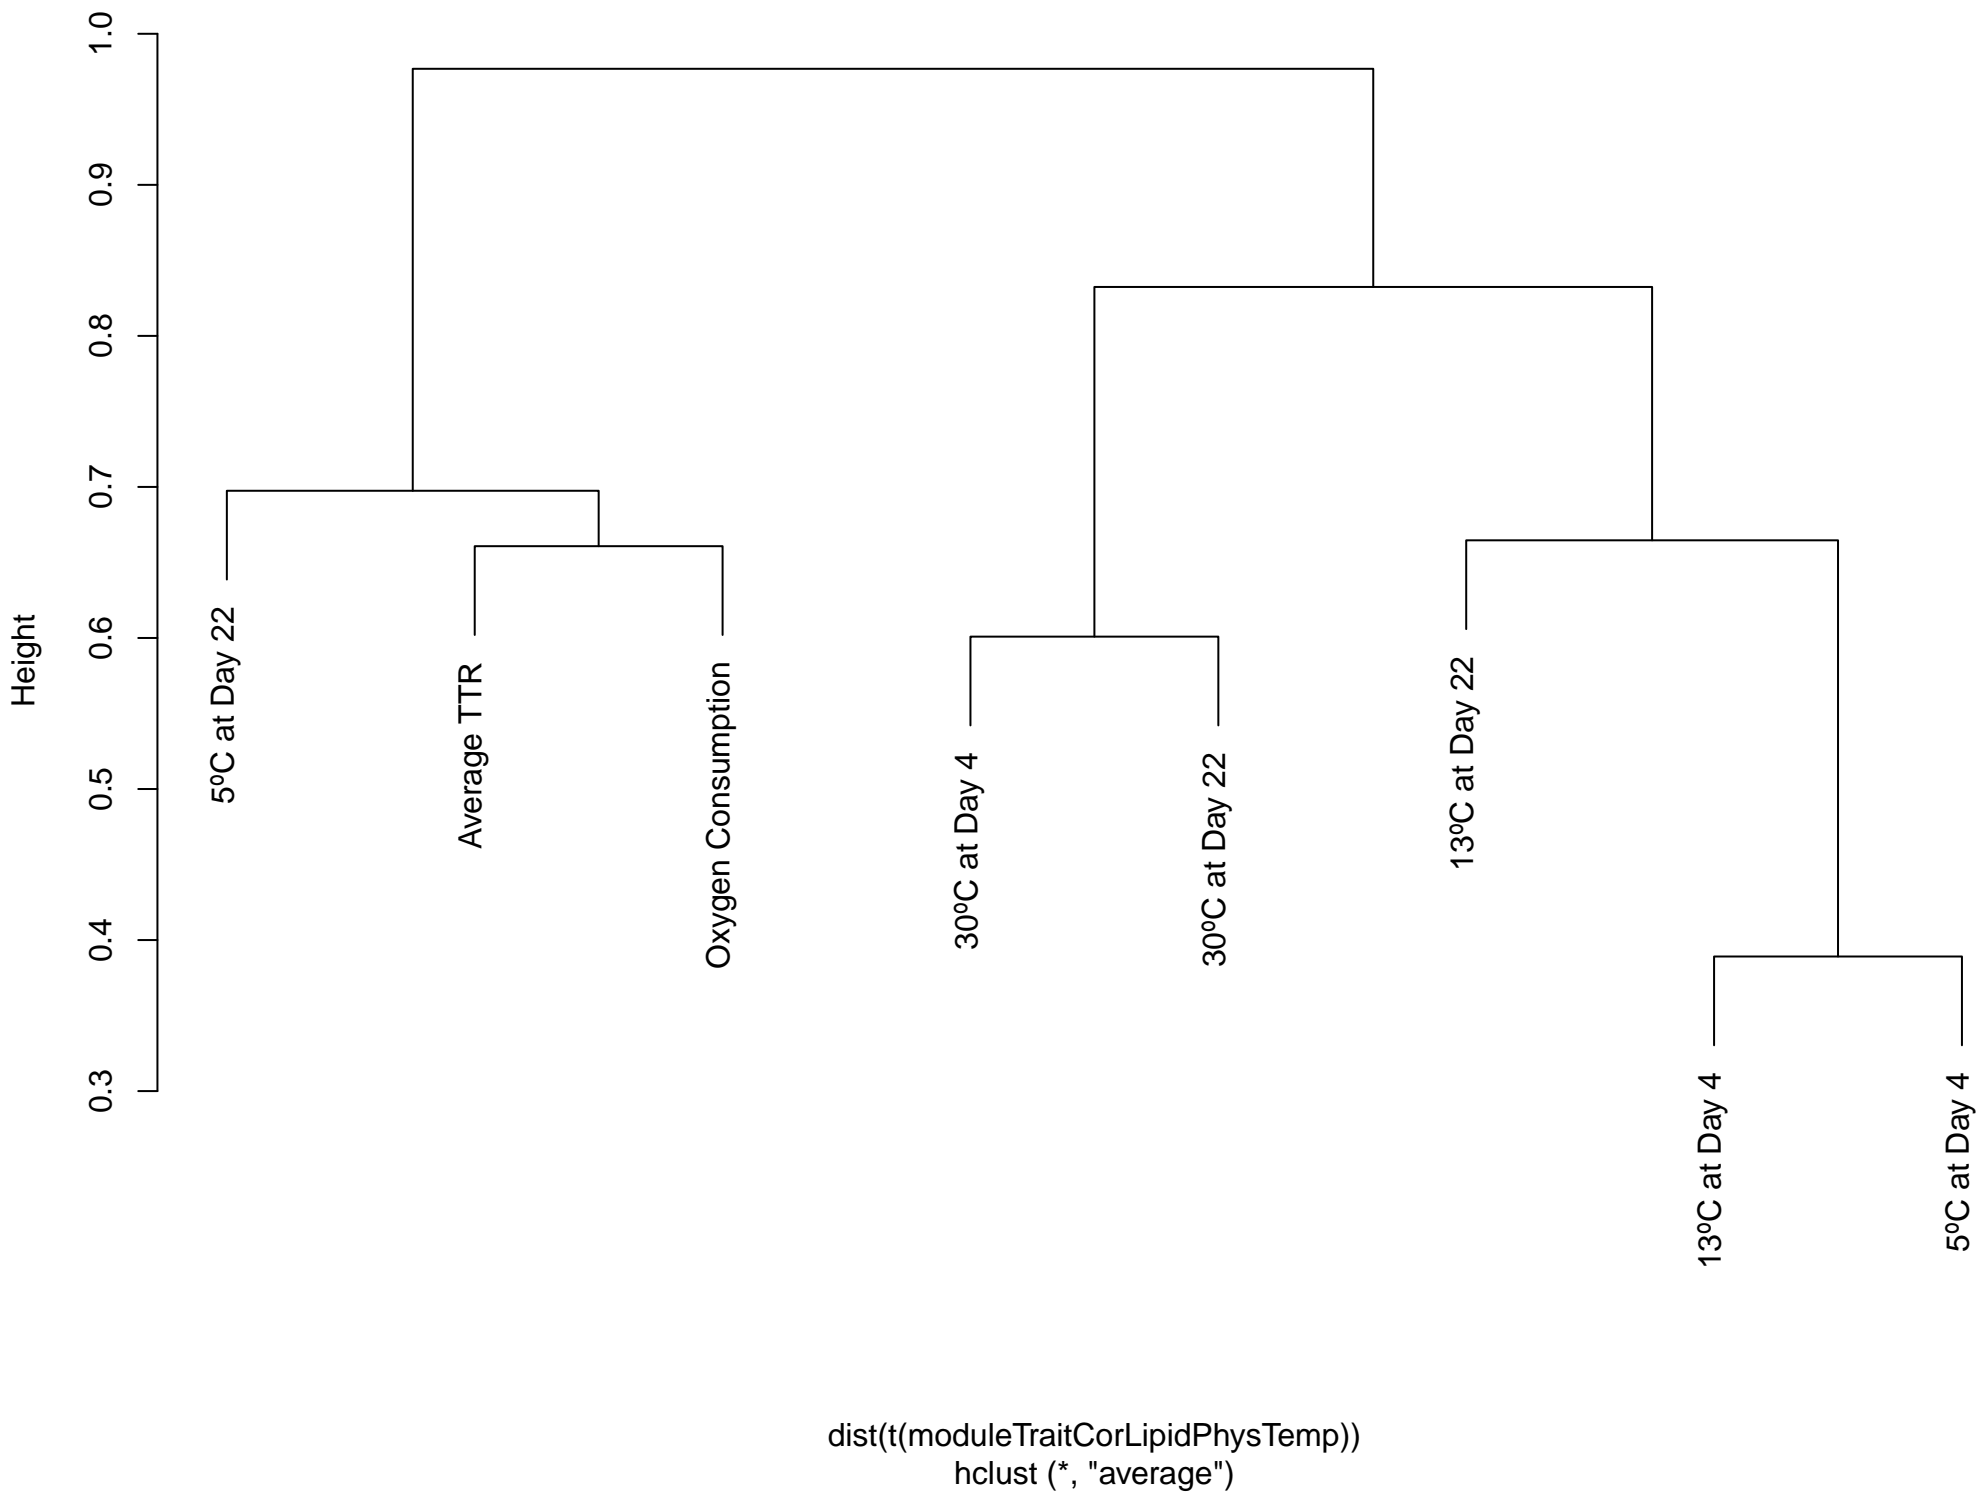 Height
1.0
0.9
0.8
0.7
0.6
0.5
0.4
0.3
5ºC at Day 22
Average TTR
Oxygen Consumption
30ºC at Day 4
30ºC at Day 22
13ºC at Day 22
13ºC at Day 4
5ºC at Day 4
dist(t(moduleTraitCorLipidPhysTemp))
hclust (*, "average")